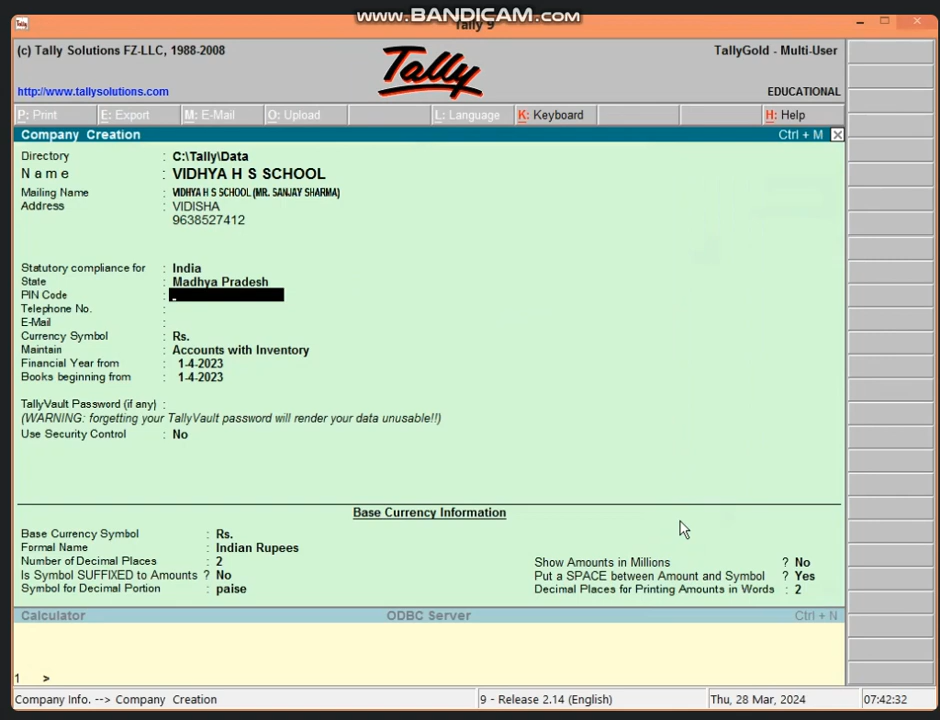 www.BANDICAM.com
Tally 9
(c) Tally Solutions FZ-LLC, 1988-2008
Tally
TallyGold - Multi-User
http://www.tallysolutions.com
EDUCATIONAL
P: Print
E: Export
M: E-Mail
O: Upload
L: Language
K: Keyboard
H: Help
Company Creation
Ctrl + M
Directory : C:\Tally\Data
Name : VIDHYA H S SCHOOL
Mailing Name : VIDHYA H S SCHOOL (MR. SANJAY SHARMA)
Address : VIDISHA
9638527412
Statutory compliance for : India
State : Madhya Pradesh
PIN Code :
Telephone No. :
E-Mail :
Currency Symbol : Rs.
Maintain : Accounts with Inventory
Financial Year from : 1-4-2023
Books beginning from : 1-4-2023
TallyVault Password (if any) :
(WARNING: forgetting your TallyVault password will render your data unusable!!)
Use Security Control : No
Base Currency Information
Base Currency Symbol : Rs.
Formal Name : Indian Rupees
Number of Decimal Places : 2
Is Symbol SUFFIXED to Amounts ? No
Symbol for Decimal Portion : paise
Show Amounts in Millions ? No
Put a SPACE between Amount and Symbol ? Yes
Decimal Places for Printing Amounts in Words : 2
Calculator
ODBC Server
Ctrl + N
1 >
Company Info. --> Company Creation
9 - Release 2.14 (English)
Thu, 28 Mar, 2024
07:42:32